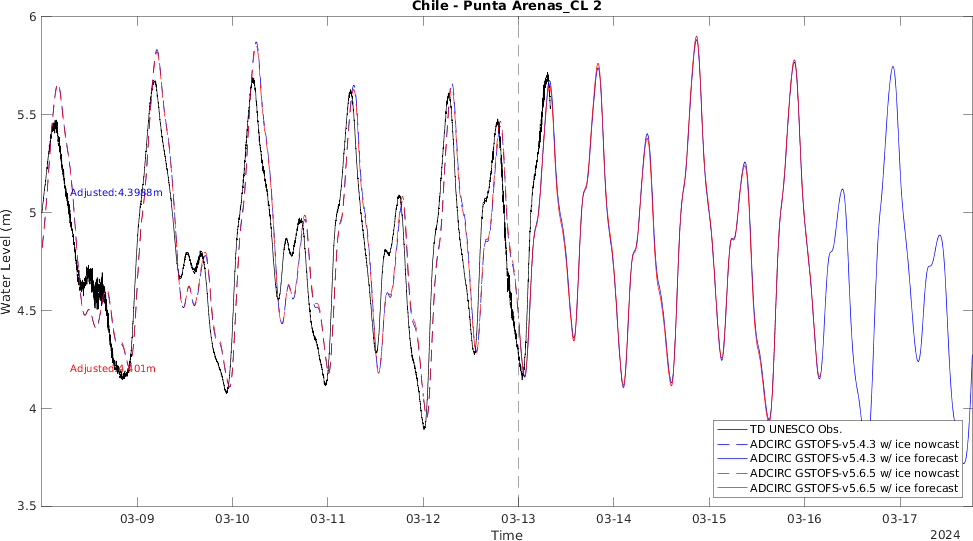 Chile - Punta Arenas_CL 2
6
5.5
5
4.5
4
3.5
Water Level (m)
Adjusted:4.3988m
Adjusted:4.401m
TD UNESCO Obs.
ADCIRC GSTOFS-v5.4.3 w/ ice nowcast
ADCIRC GSTOFS-v5.4.3 w/ ice forecast
ADCIRC GSTOFS-v5.6.5 w/ ice nowcast
ADCIRC GSTOFS-v5.6.5 w/ ice forecast
03-09 03-10 03-11 03-12 03-13 03-14 03-15 03-16 03-17
Time
2024